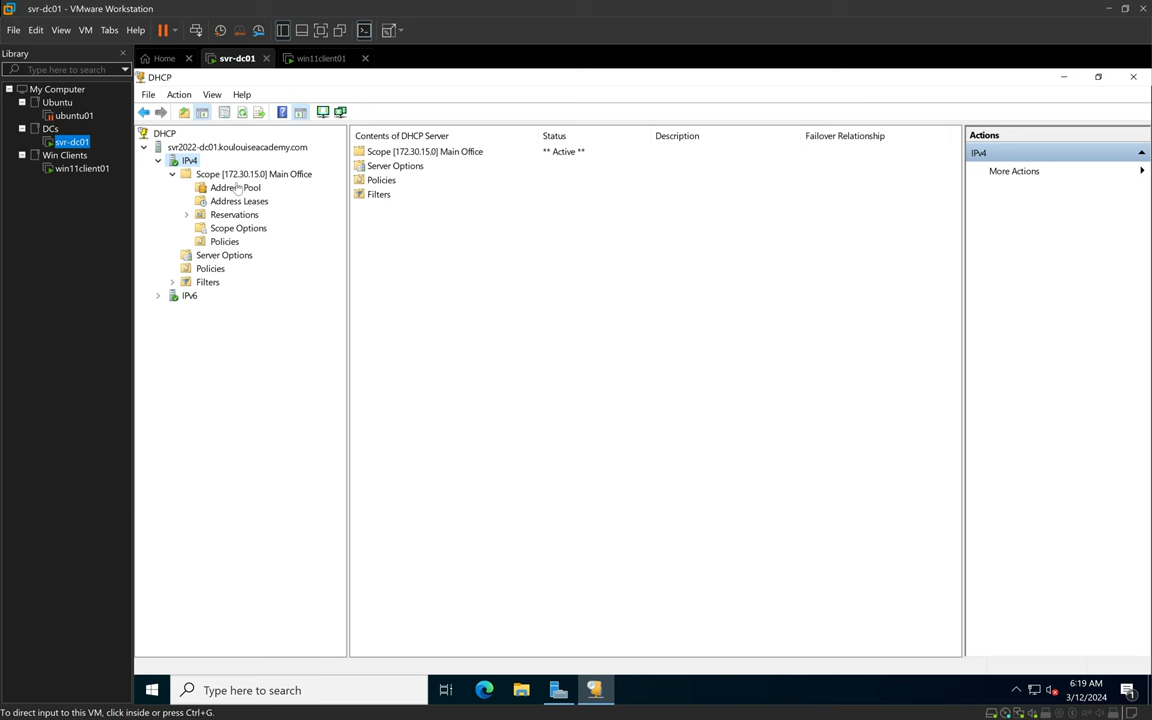 svr-dc01 - VMware Workstation
File Edit View VM Tabs Help
Library
Type here to search
My Computer
Ubuntu
ubuntu01
DCs
svr-dc01
Win Clients
win11client01
Home svr-dc01 win11client01
DHCP
File Action View Help
DHCP
svr2022-dc01.koulouiseacademy.com
IPv4
Scope [172.30.15.0] Main Office
Address Pool
Address Leases
Reservations
Scope Options
Policies
Server Options
Policies
Filters
IPv6
Contents of DHCP Server Status Description Failover Relationship
Scope [172.30.15.0] Main Office ** Active **
Server Options
Policies
Filters
Actions
IPv4
More Actions
Type here to search
6:19 AM
3/12/2024
1
To direct input to this VM, click inside or press Ctrl+G.